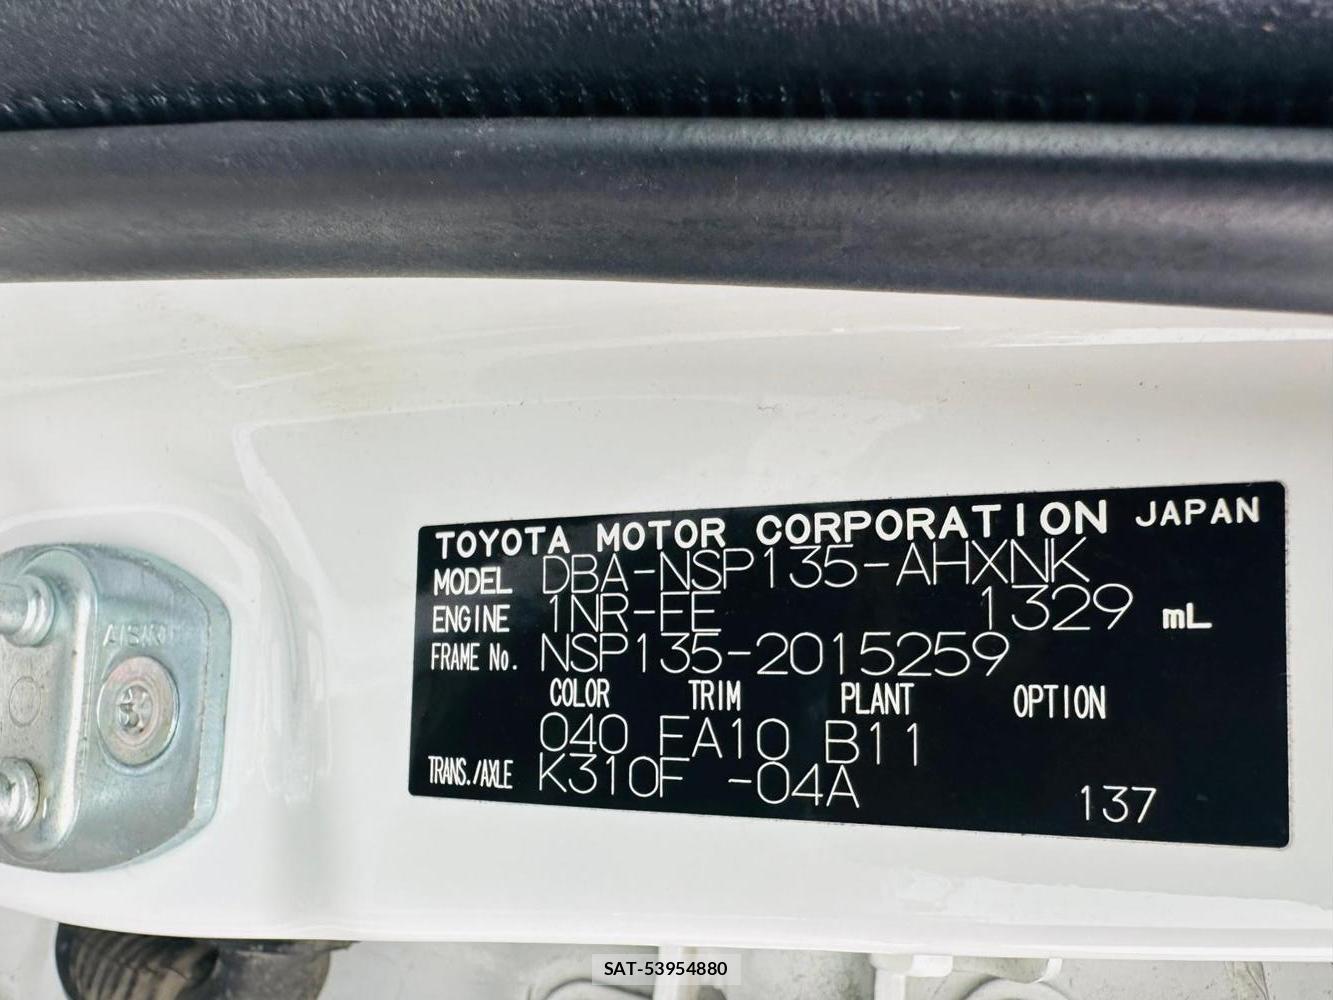 TOYOTA MOTOR CORPORATION JAPAN
MODEL DBA-NSP135-AHXNK
ENGINE 1NR-FE 1329 mL
FRAME No. NSP135-2015259
COLOR TRIM PLANT OPTION
040 FA10 B11
TRANS./AXLE K310F -04A
137
AISIN
SAT-53954880